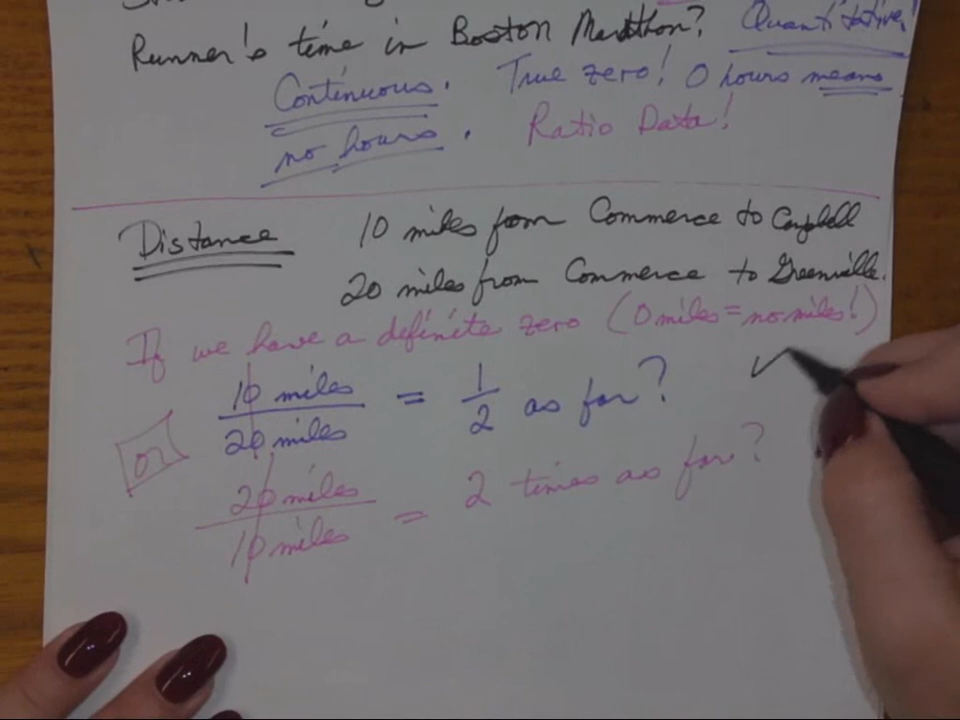 Runner's time in Boston Marathon? Quantitative!
Continuous. True zero! 0 hours means
no hours. Ratio Data!
Distance 10 miles from Commerce to Campbell
20 miles from Commerce to Greenville.
If we have a definite zero (0 miles = no miles!)
10 miles / 20 miles = 1/2 as far?
or
20 miles / 10 miles = 2 times as far?